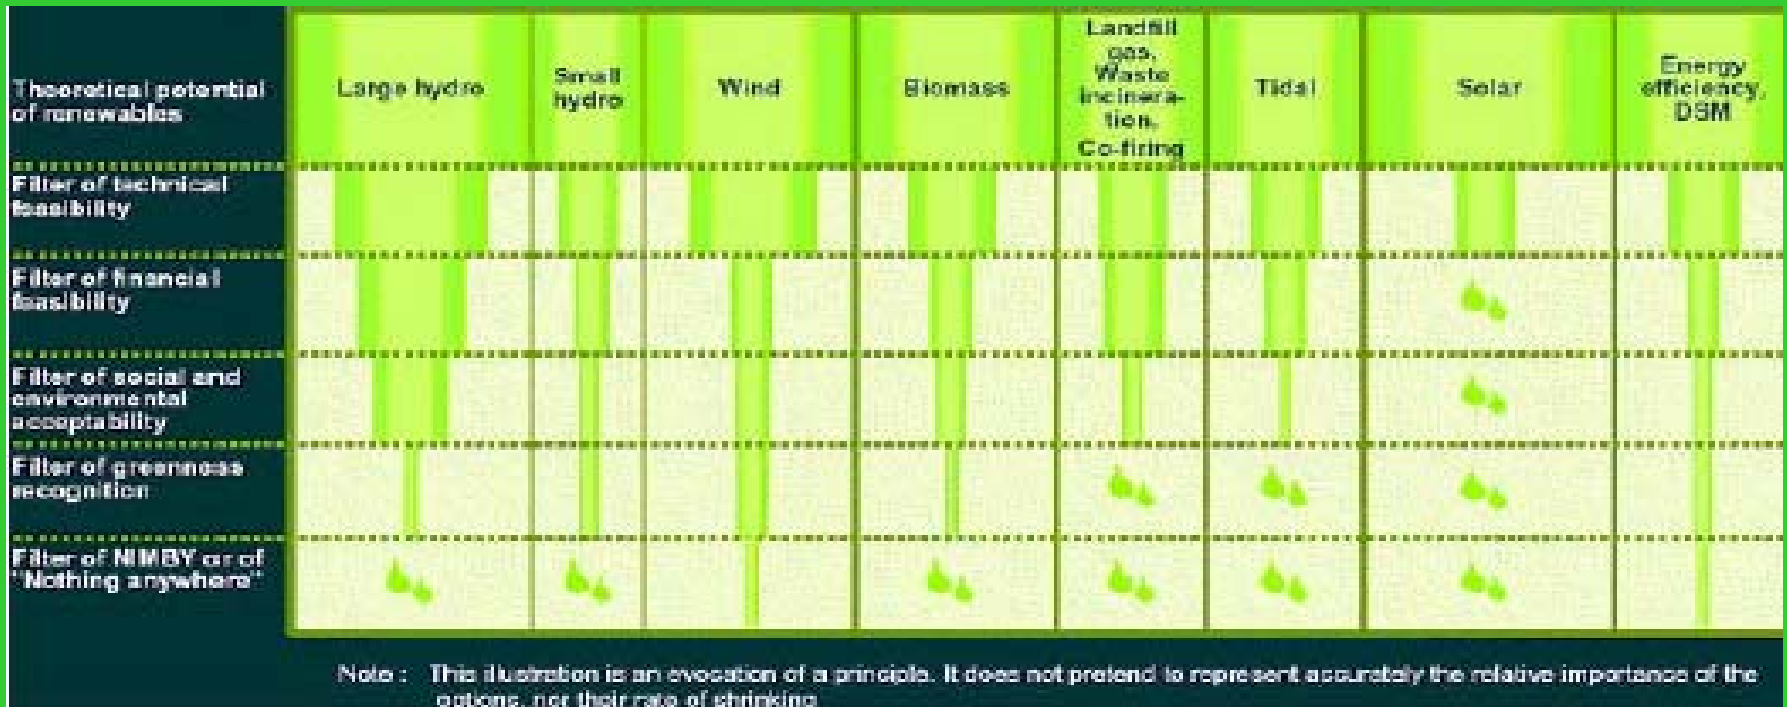 Theoretical potential
of renewables
Large hydro
Small
hydro
Wind
Biomass
Landfill
gas,
Waste
incinera-
tion,
Co-firing
Tidal
Solar
Energy
efficiency,
DSM
Filter of technical
feasibility
Filter of financial
feasibility
Filter of social and
environmental
acceptability
Filter of greenness
recognition
Filter of NIMBY or of
"Nothing anywhere"
Note : This illustration is an evocation of a principle. It does not pretend to represent accurately the relative importance of the
options, nor their rate of shrinking